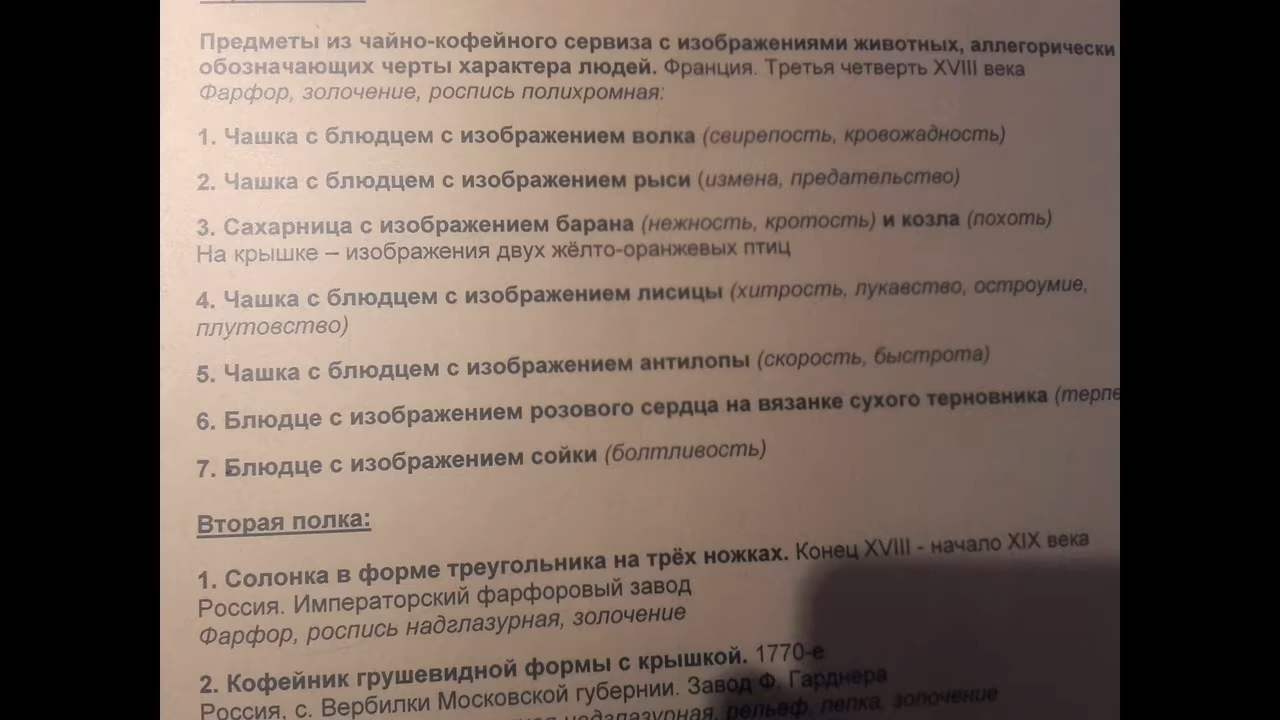 Предметы из чайно-кофейного сервиза с изображениями животных, аллегорически
обозначающих черты характера людей. Франция. Третья четверть XVIII века
Фарфор, золочение, роспись полихромная:
1. Чашка с блюдцем с изображением волка (свирепость, кровожадность)
2. Чашка с блюдцем с изображением рыси (измена, предательство)
3. Сахарница с изображением барана (нежность, кротость) и козла (похоть)
На крышке – изображения двух жёлто-оранжевых птиц
4. Чашка с блюдцем с изображением лисицы (хитрость, лукавство, остроумие,
плутовство)
5. Чашка с блюдцем с изображением антилопы (скорость, быстрота)
6. Блюдце с изображением розового сердца на вязанке сухого терновника (терпе
7. Блюдце с изображением сойки (болтливость)
Вторая полка:
1. Солонка в форме треугольника на трёх ножках. Конец XVIII - начало XIX века
Россия. Императорский фарфоровый завод
Фарфор, роспись надглазурная, золочение
2. Кофейник грушевидной формы с крышкой. 1770-е
Россия, с. Вербилки Московской губернии. Завод Ф. Гарднера
надглазурная, рельеф, лепка, золочение